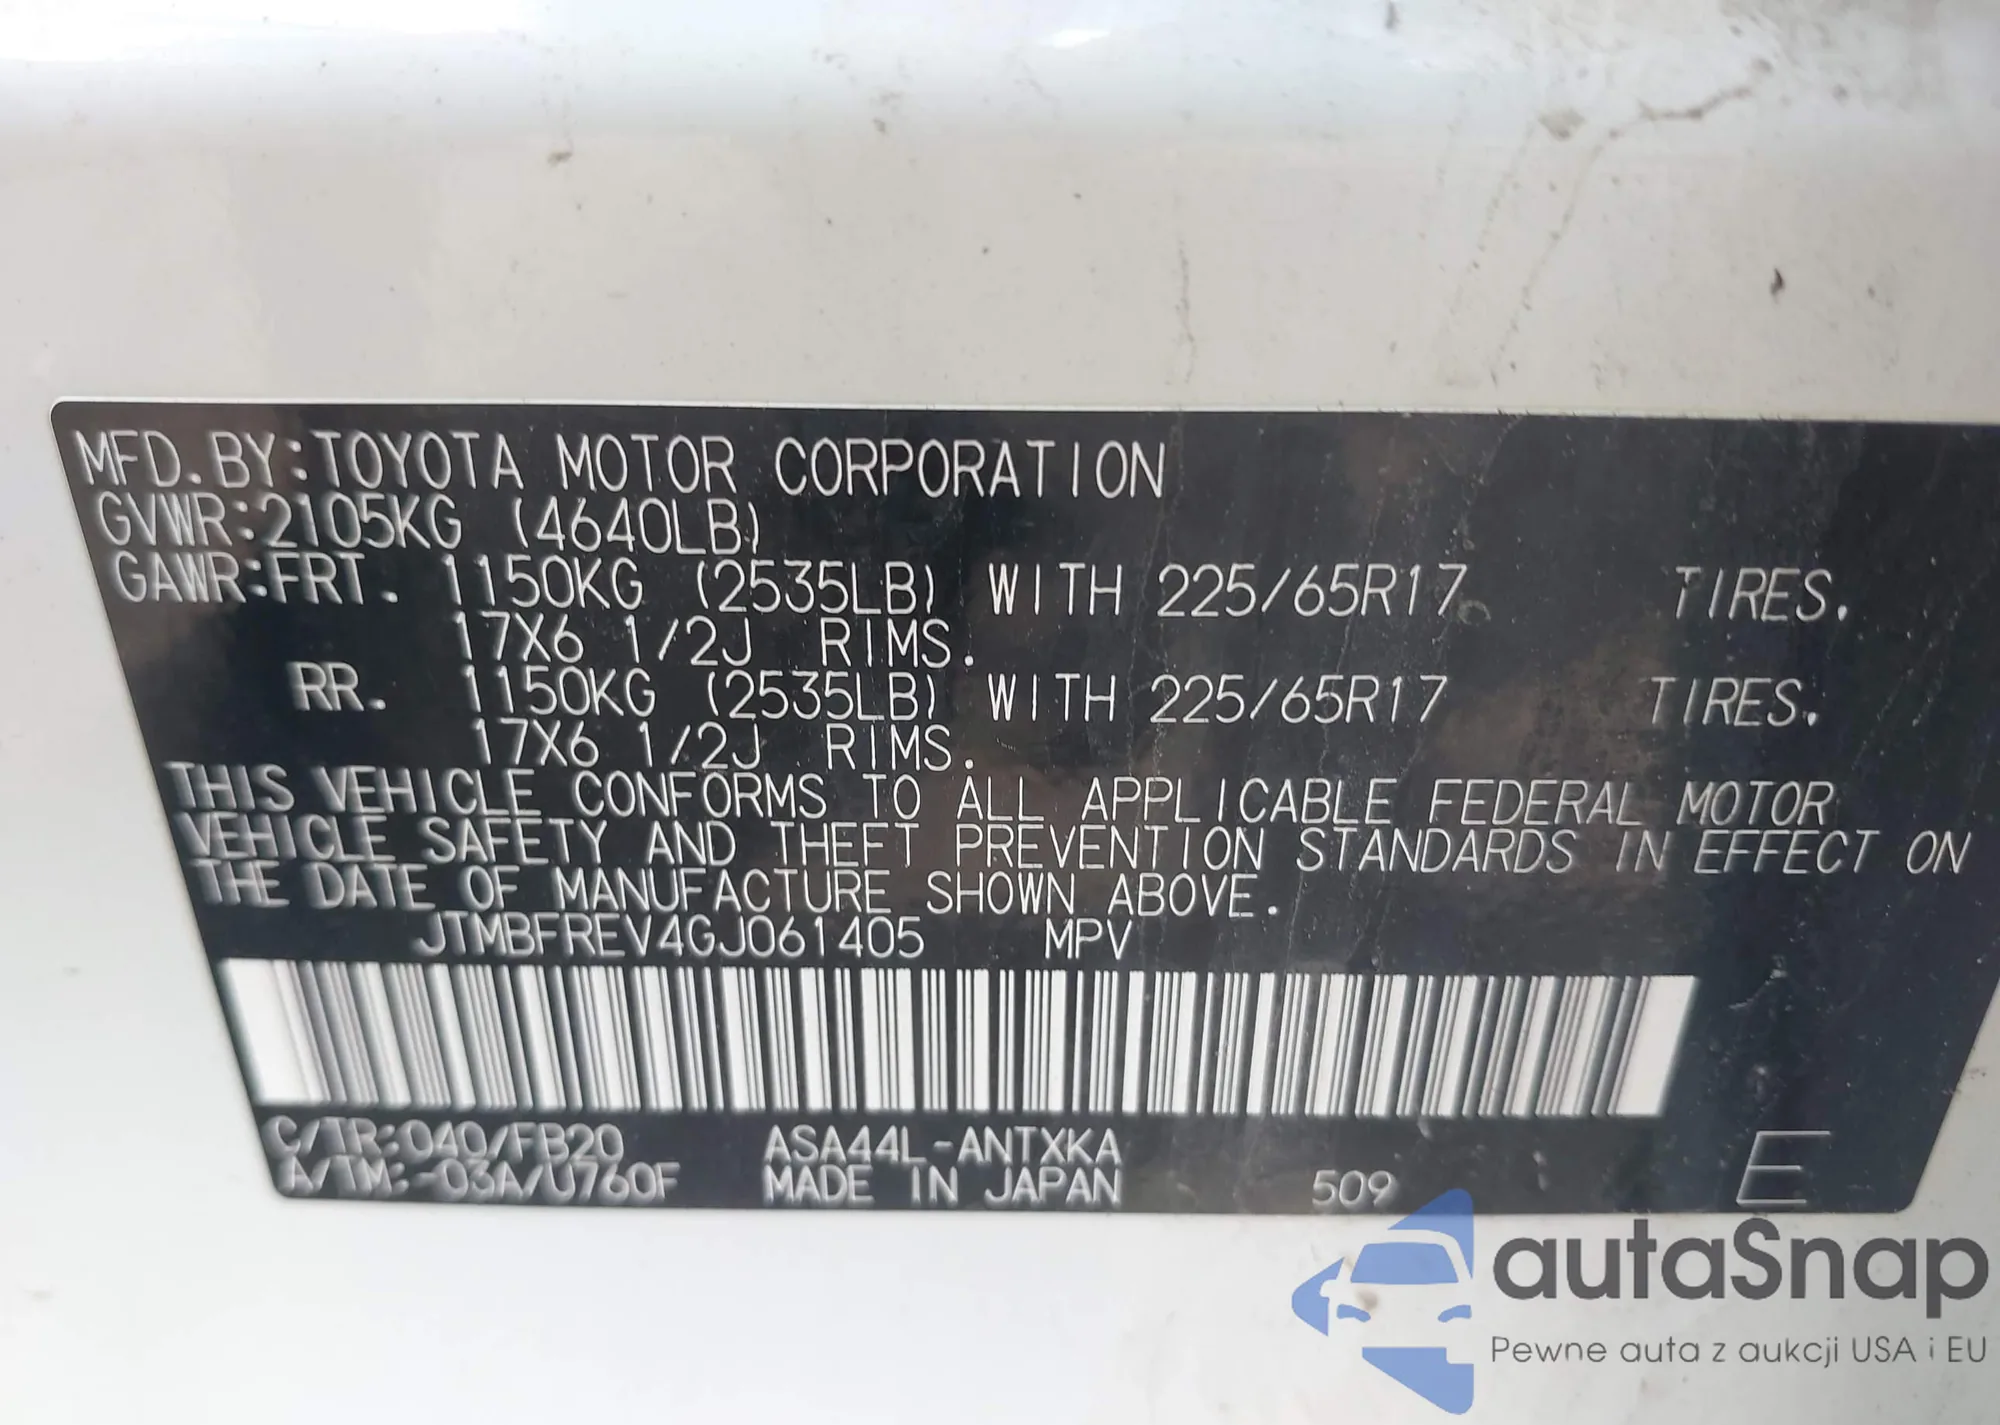 MFD.BY:TOYOTA MOTOR CORPORATION
GVWR:2105KG (4640LB)
GAWR:FRT. 1150KG (2535LB) WITH 225/65R17 TIRES.
17X6 1/2J RIMS.
RR. 1150KG (2535LB) WITH 225/65R17 TIRES.
17X6 1/2J RIMS.
THIS VEHICLE CONFORMS TO ALL APPLICABLE FEDERAL MOTOR
VEHICLE SAFETY AND THEFT PREVENTION STANDARDS IN EFFECT ON
THE DATE OF MANUFACTURE SHOWN ABOVE.
JTMBFREV4GJ061405 MPV
C/TR:040/FB20 ASA44L-ANTXKA
A/TM:-03A/U760F MADE IN JAPAN 509 E
autaSnap
Pewne auta z aukcji USA i EU